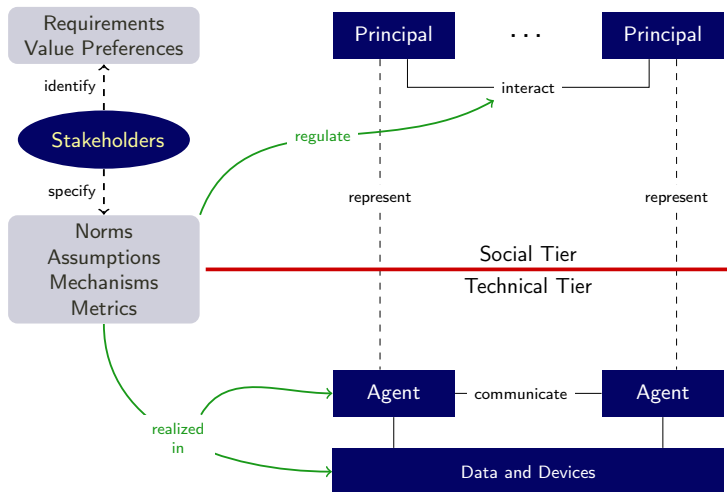 Requirements
Value Preferences
identify
Stakeholders
specify
Norms
Assumptions
Mechanisms
Metrics
Principal
...
Principal
interact
regulate
represent
represent
Social Tier
Technical Tier
realized
in
Agent
communicate
Agent
Data and Devices